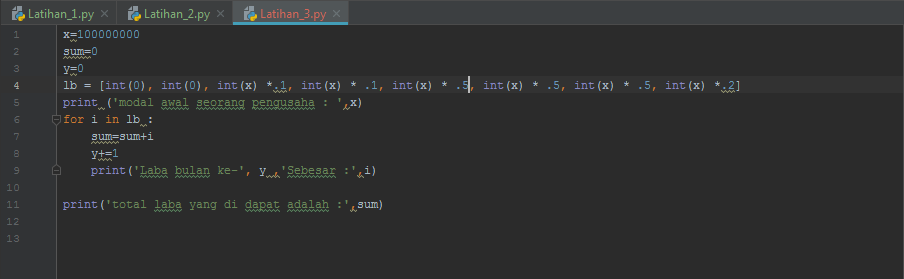 Latihan_1.py × Latihan_2.py × Latihan_3.py ×
1 x=100000000
2 sum=0
3 y=0
4 lb = [int(0), int(0), int(x) *.1, int(x) * .1, int(x) * .5, int(x) * .5, int(x) * .5, int(x) *.2]
5 print ('modal awal seorang pengusaha : ',x)
6 for i in lb :
7 sum=sum+i
8 y+=1
9 print('Laba bulan ke-', y ,'Sebesar :',i)
10
11 print('total laba yang di dapat adalah :',sum)
12
13